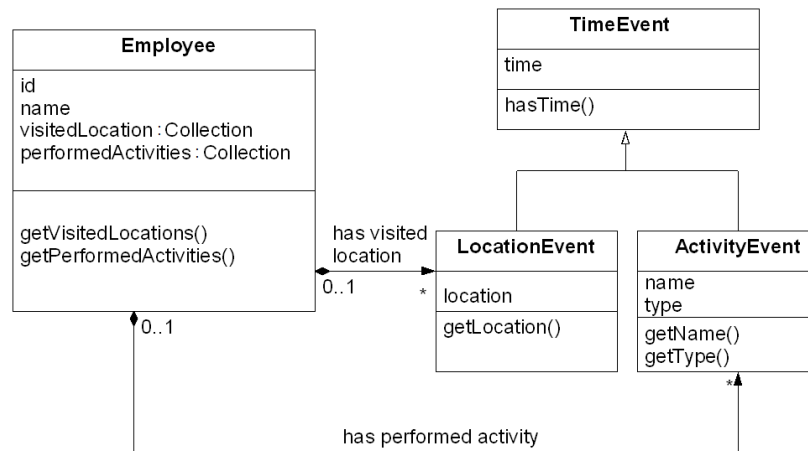 Employee
id
name
visitedLocation : Collection
performedActivities : Collection
getVisitedLocations()
getPerformedActivities()
TimeEvent
time
hasTime()
has visited
location
0..1
*
LocationEvent
location
getLocation()
ActivityEvent
name
type
getName()
getType()
0..1
*
has performed activity